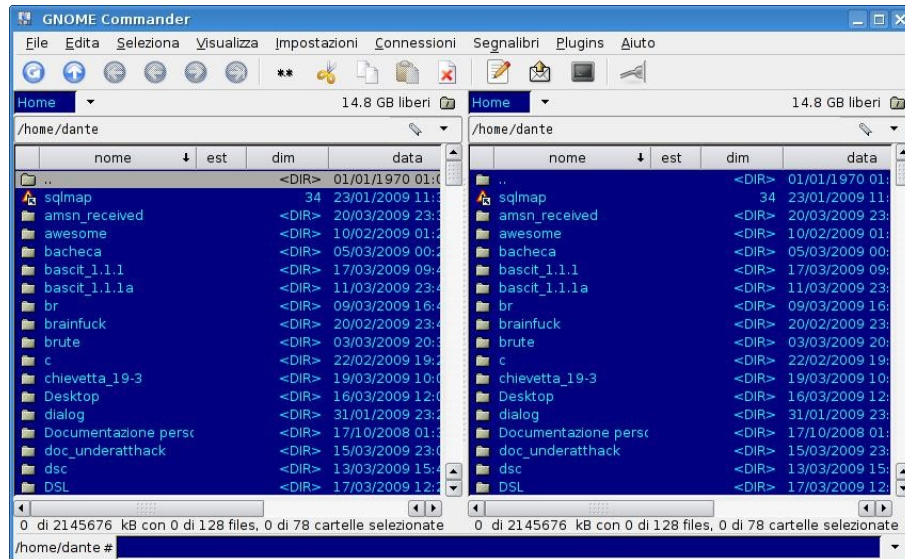 GNOME Commander
File Edita Seleziona Visualizza Impostazioni Connessioni Segnalibri Plugins Aiuto
Home 14.8 GB liberi Home 14.8 GB liberi
/home/dante /home/dante
nome est dim data nome est dim data
.. <DIR> 01/01/1970 01:0 .. <DIR> 01/01/1970 01:
sqlmap 34 23/01/2009 11:3 sqlmap 34 23/01/2009 11:
amsn_received <DIR> 20/03/2009 23:3 amsn_received <DIR> 20/03/2009 23:
awesome <DIR> 10/02/2009 01:2 awesome <DIR> 10/02/2009 01:
bacheca <DIR> 05/03/2009 00:2 bacheca <DIR> 05/03/2009 00:
bascit_1.1.1 <DIR> 17/03/2009 09:4 bascit_1.1.1 <DIR> 17/03/2009 09:
bascit_1.1.1a <DIR> 11/03/2009 23:4 bascit_1.1.1a <DIR> 11/03/2009 23:
br <DIR> 09/03/2009 16:4 br <DIR> 09/03/2009 16:
brainfuck <DIR> 20/02/2009 23:4 brainfuck <DIR> 20/02/2009 23:
brute <DIR> 03/03/2009 20:3 brute <DIR> 03/03/2009 20:
c <DIR> 22/02/2009 19:2 c <DIR> 22/02/2009 19:
chievetta_19-3 <DIR> 19/03/2009 10:0 chievetta_19-3 <DIR> 19/03/2009 10:
Desktop <DIR> 16/03/2009 12:0 Desktop <DIR> 16/03/2009 12:
dialog <DIR> 31/01/2009 23:2 dialog <DIR> 31/01/2009 23:
Documentazione perso <DIR> 17/10/2008 01:3 Documentazione perso <DIR> 17/10/2008 01:
doc_underatthack <DIR> 15/03/2009 23:0 doc_underatthack <DIR> 15/03/2009 23:
dsc <DIR> 13/03/2009 15:4 dsc <DIR> 13/03/2009 15:
DSL <DIR> 17/03/2009 12:2 DSL <DIR> 17/03/2009 12:
0 di 2145676 kB con 0 di 128 files, 0 di 78 cartelle selezionate 0 di 2145676 kB con 0 di 128 files, 0 di 78 cartelle selezionate
/home/dante #